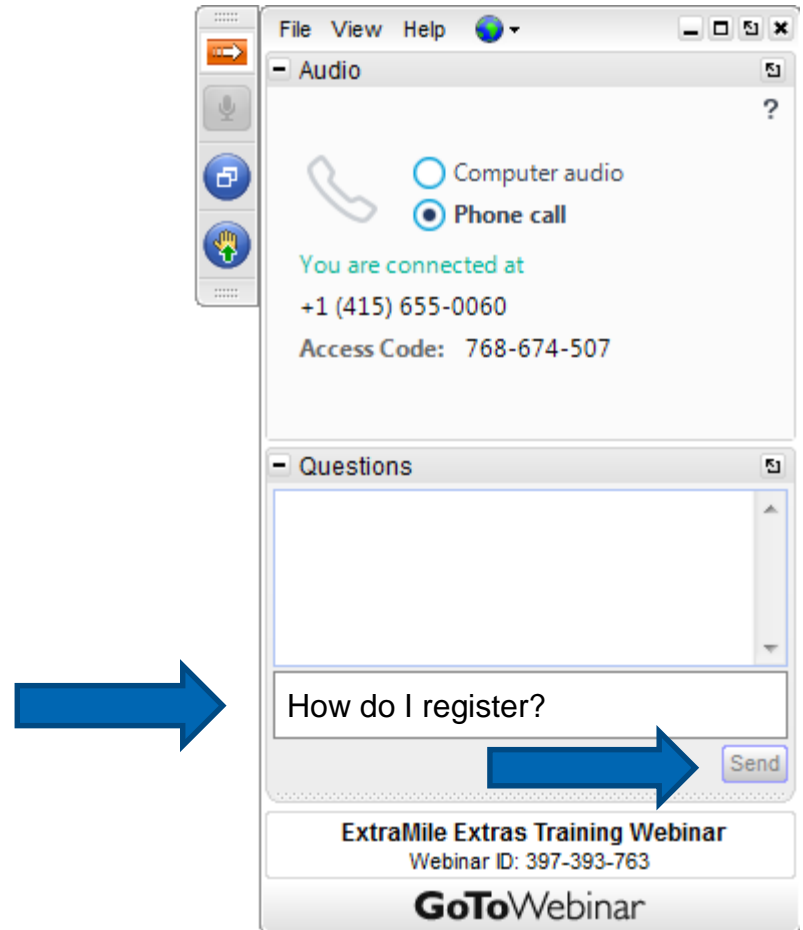 File View Help
Audio
?
Computer audio
Phone call
You are connected at
+1 (415) 655-0060
Access Code: 768-674-507
Questions
How do I register?
Send
ExtraMile Extras Training Webinar
Webinar ID: 397-393-763
GoToWebinar